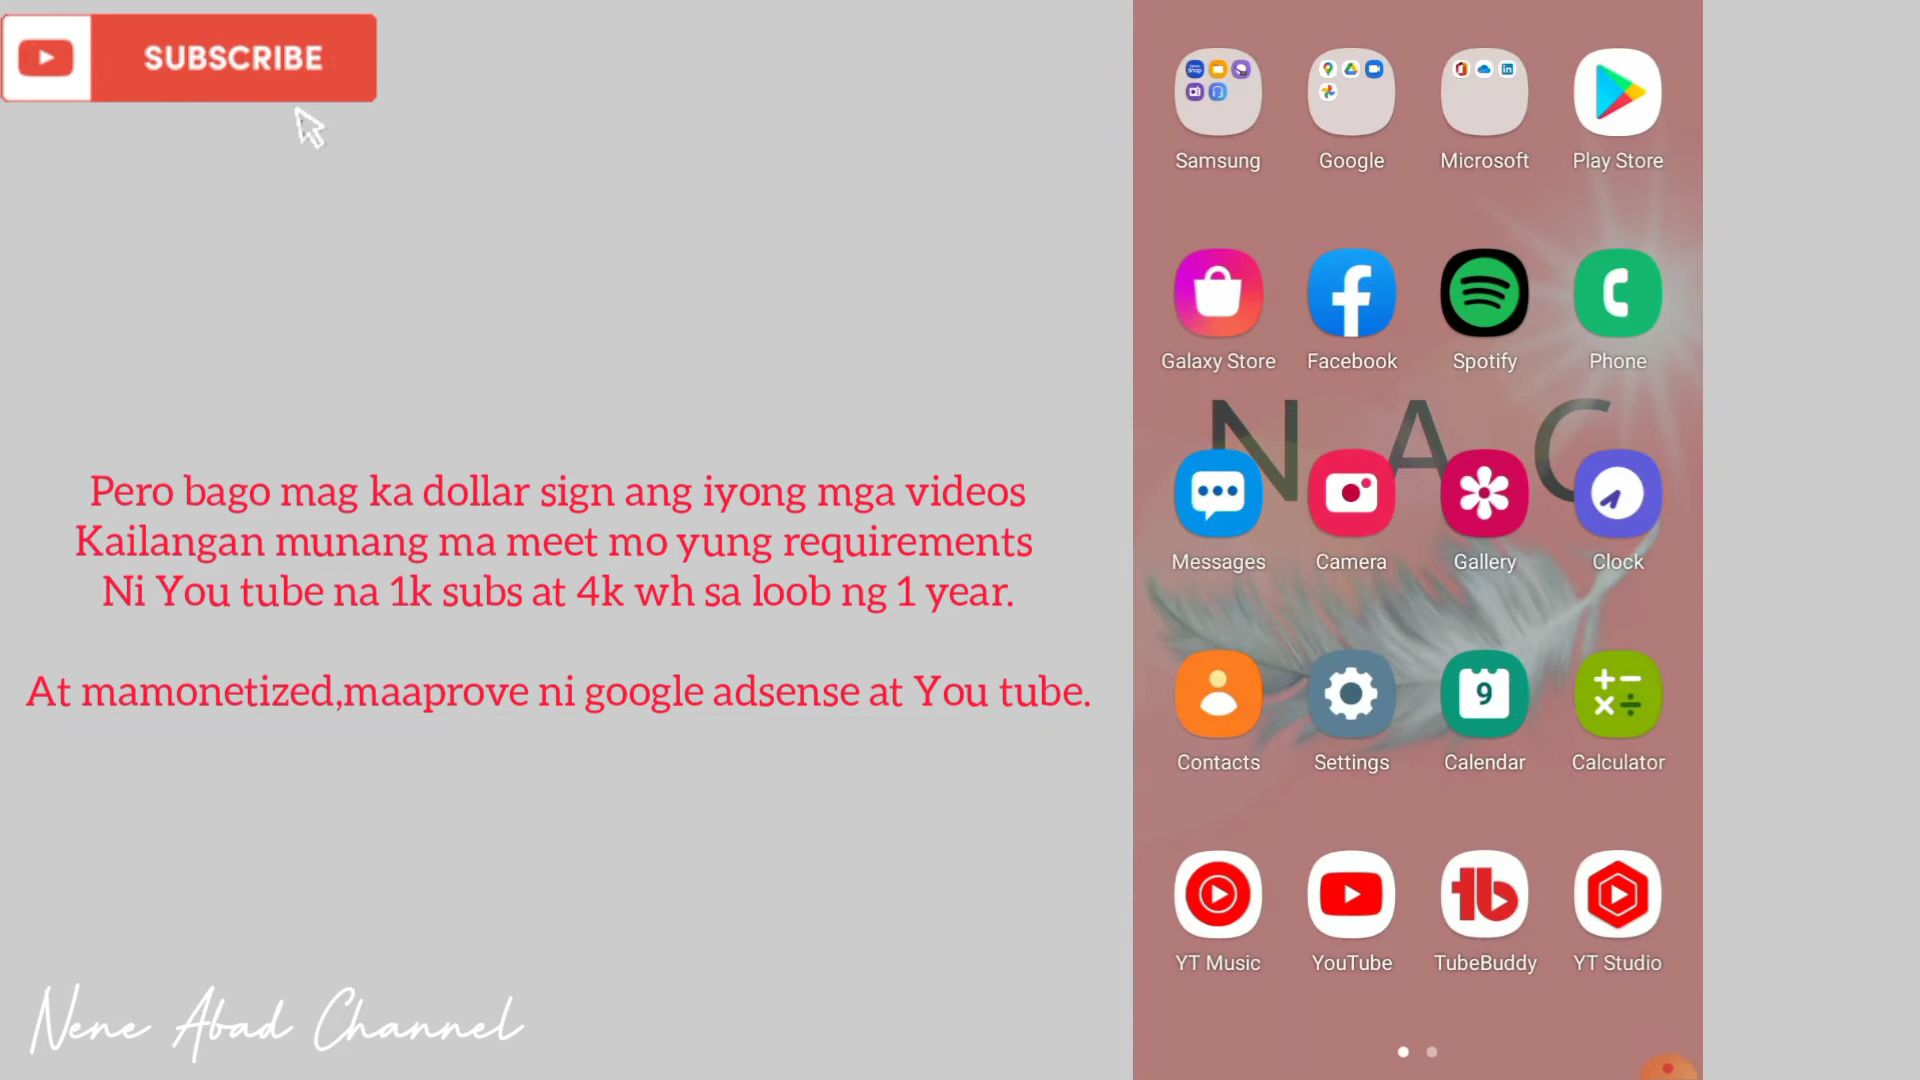 SUBSCRIBE
Pero bago mag ka dollar sign ang iyong mga videos
Kailangan munang ma meet mo yung requirements
Ni You tube na 1k subs at 4k wh sa loob ng 1 year.
At mamonetized,maaprove ni google adsense at You tube.
Nene Abad Channel
Samsung Google Microsoft Play Store
Galaxy Store Facebook Spotify Phone
N A C
Messages Camera Gallery Clock
9
Contacts Settings Calendar Calculator
YT Music YouTube TubeBuddy YT Studio